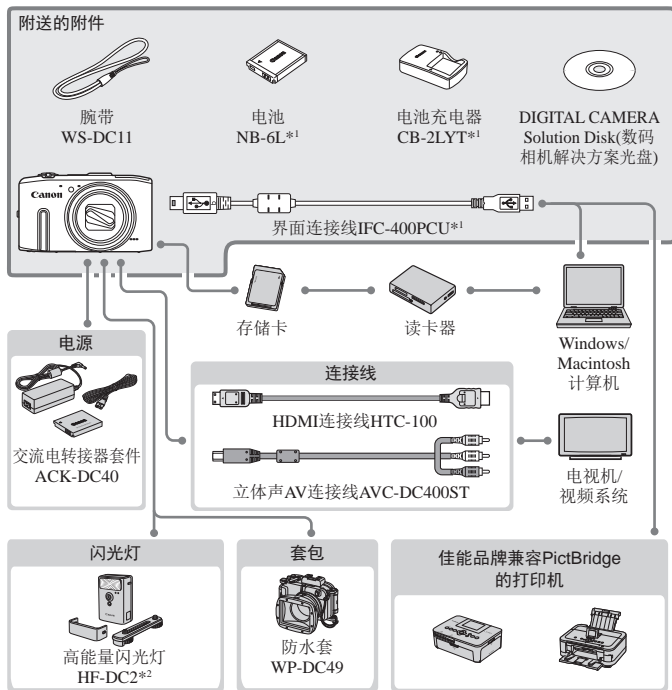 附送的附件
腕带
WS-DC11
电池
NB-6L*1
电池充电器
CB-2LYT*1
DIGITAL CAMERA
Solution Disk(数码
相机解决方案光盘)
Canon
界面连接线IFC-400PCU*1
存储卡
读卡器
Windows/
Macintosh
计算机
电源
交流电转接器套件
ACK-DC40
连接线
HDMI连接线HTC-100
立体声AV连接线AVC-DC400ST
电视机/
视频系统
闪光灯
高能量闪光灯
HF-DC2*2
套包
防水套
WP-DC49
佳能品牌兼容PictBridge
的打印机